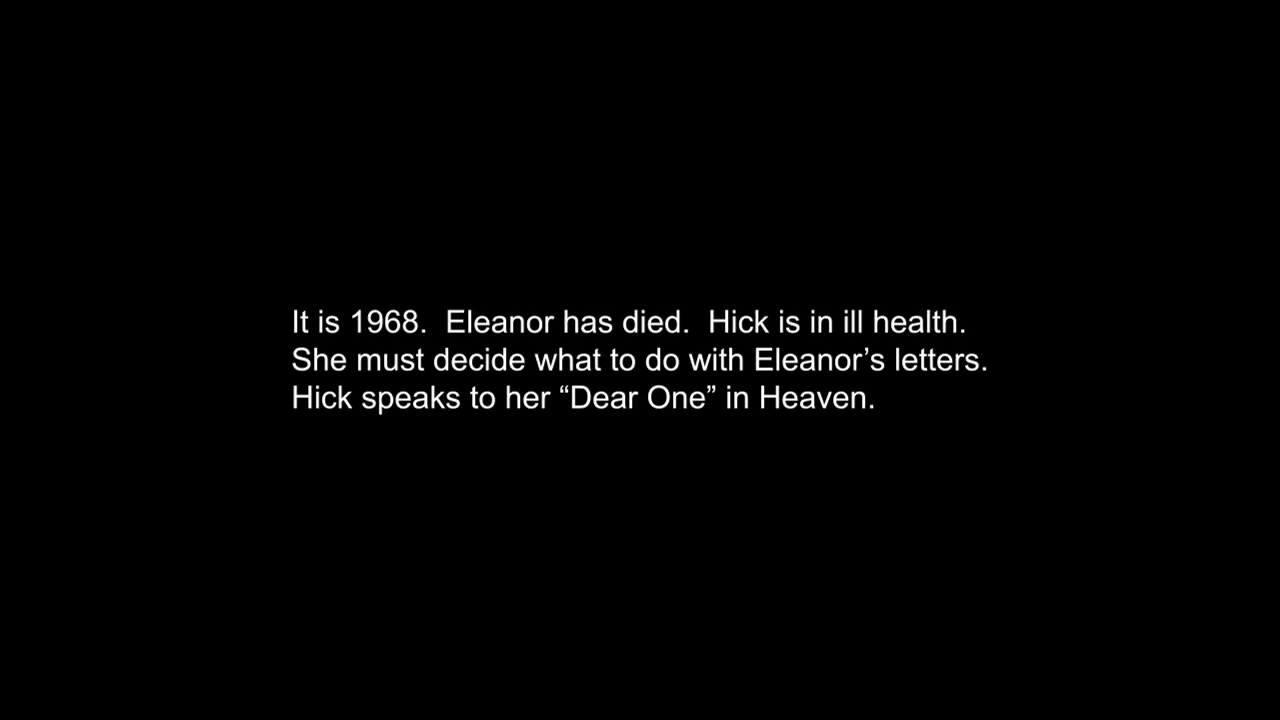 It is 1968.  Eleanor has died.  Hick is in ill health.
She must decide what to do with Eleanor’s letters.
Hick speaks to her “Dear One” in Heaven.